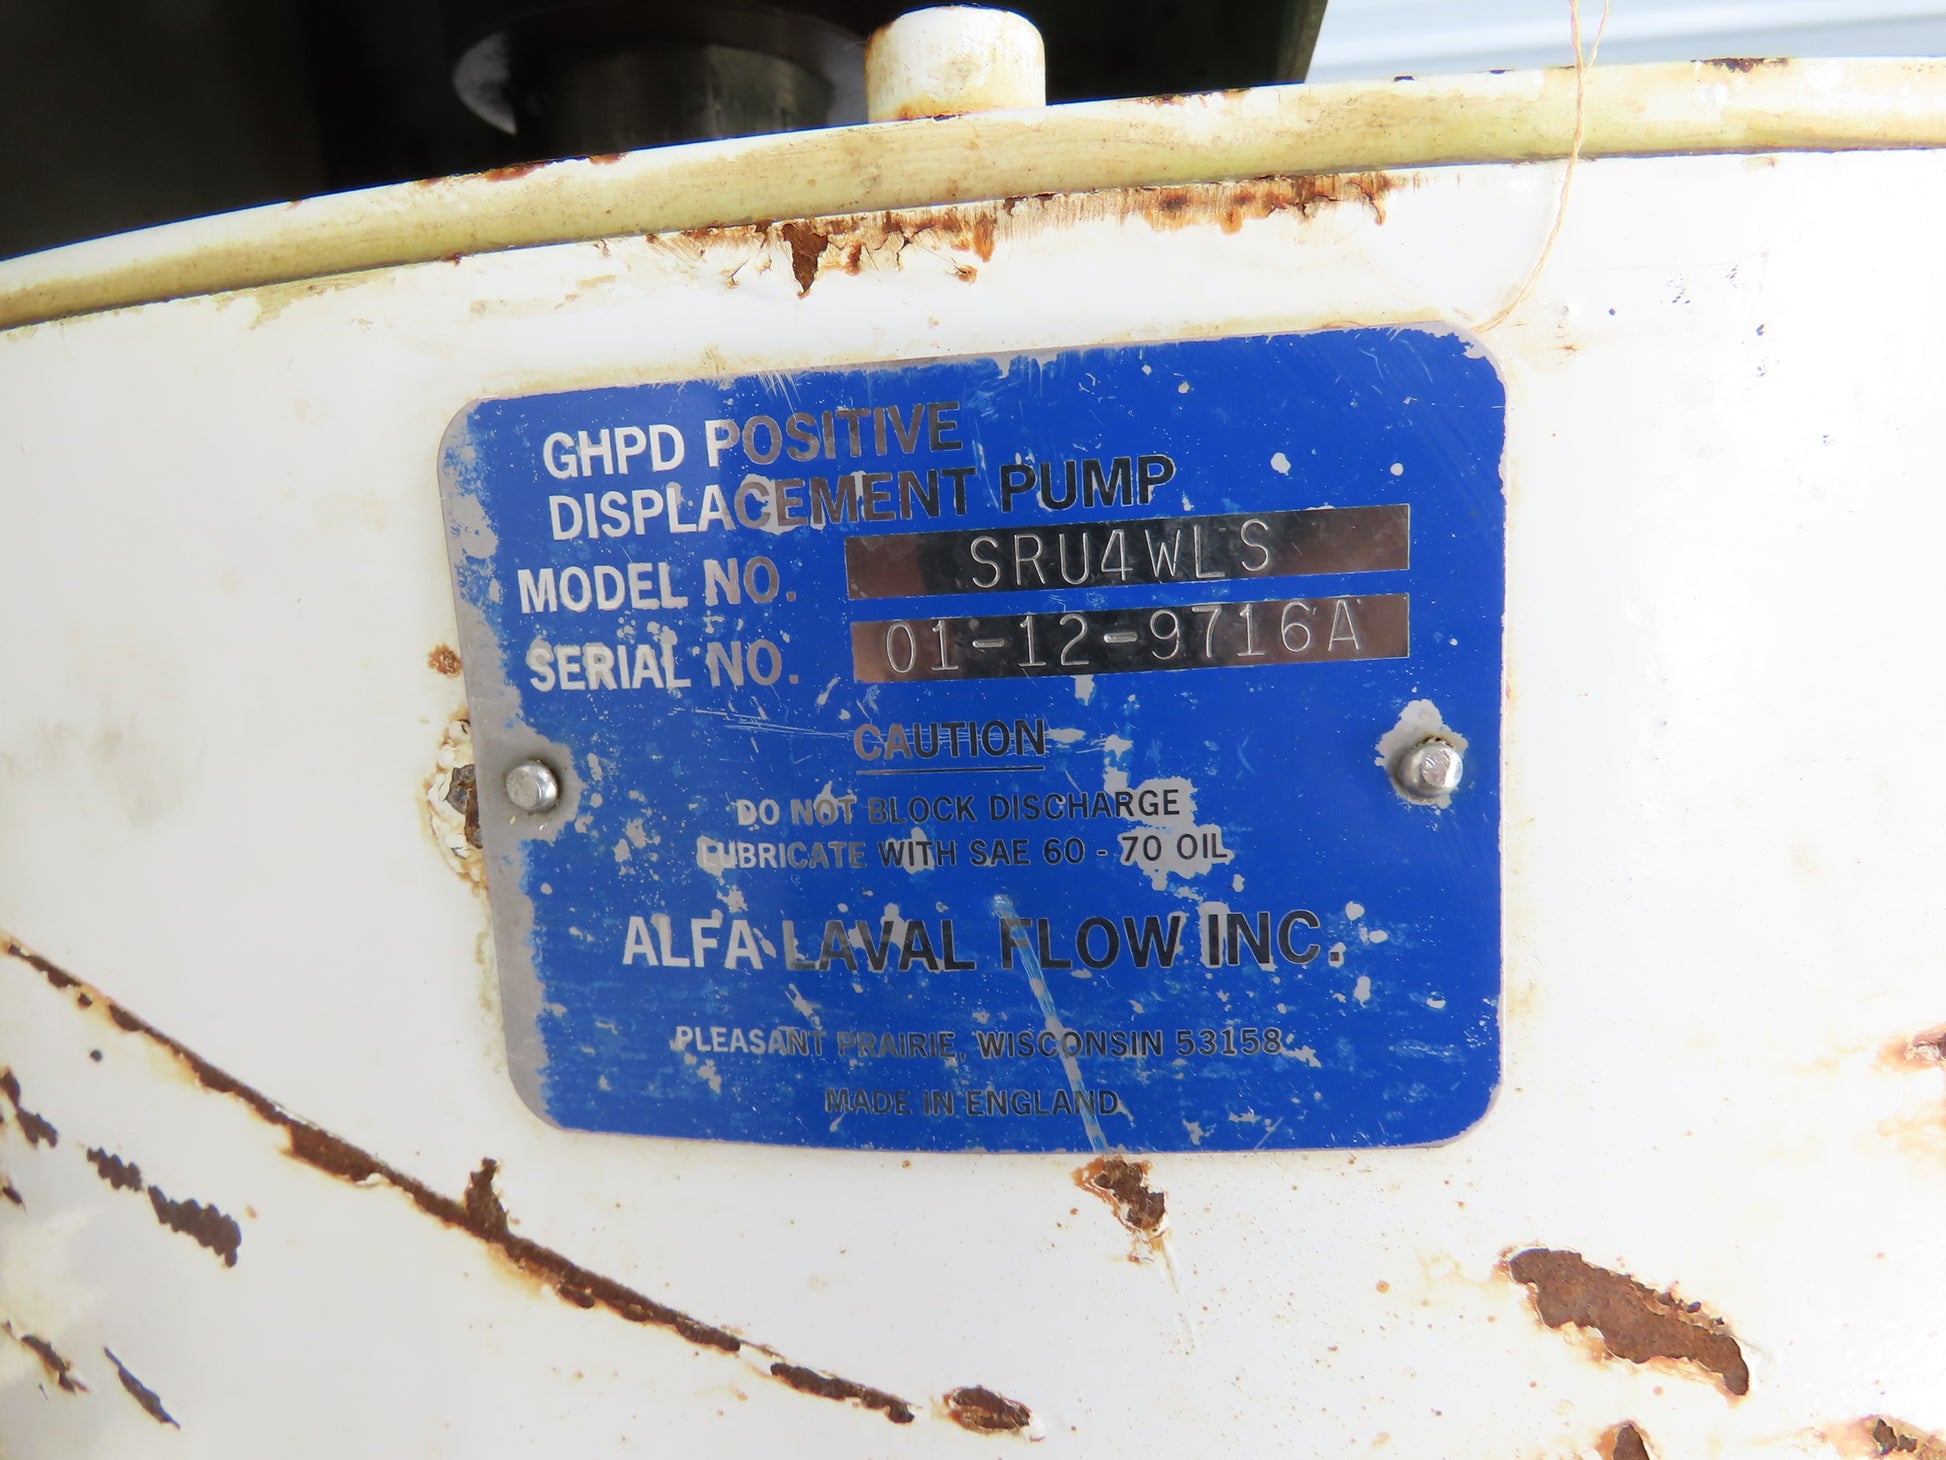 GHPD POSITIVE
DISPLACEMENT PUMP
MODEL NO. SRU4WLS
SERIAL NO. 01-12-9716A
CAUTION
DO NOT BLOCK DISCHARGE
LUBRICATE WITH SAE 60 - 70 OIL
ALFA LAVAL FLOW INC.
PLEASANT PRAIRIE, WISCONSIN 53158
MADE IN ENGLAND